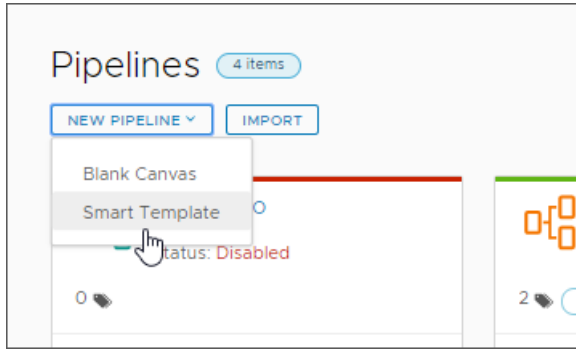 Pipelines 4 items
NEW PIPELINE IMPORT
Blank Canvas
Smart Template
Status: Disabled
0
2